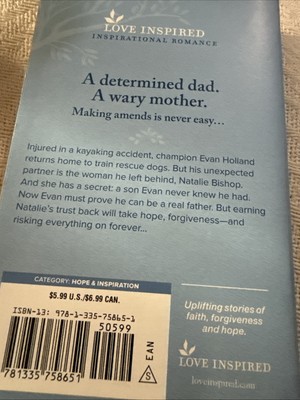 LOVE INSPIRED
INSPIRATIONAL ROMANCE
A determined dad.
A wary mother.
Making amends is never easy...
Injured in a kayaking accident, champion Evan Holland
returns home to train rescue dogs. But his unexpected
partner is the woman he left behind, Natalie Bishop.
And she has a secret: a son Evan never knew he had.
Now Evan must prove he can be a real father. But earning
Natalie's trust back will take hope, forgiveness—and
risking everything on forever...
CATEGORY: HOPE & INSPIRATION
$5.99 U.S./$6.99 CAN.
ISBN-13: 978-1-335-75865-1
50599
EAN
S
781335 758651
Uplifting stories of
faith, forgiveness
and hope.
LOVE INSPIRED
loveinspired.com